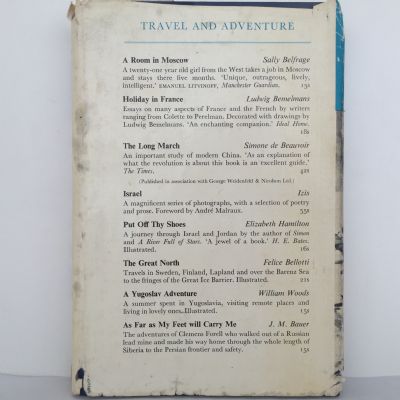 TRAVEL AND ADVENTURE
A Room in Moscow Sally Belfrage
A twenty-one year old girl from the West takes a job in Moscow
and stays there five months. 'Unique, outrageous, lively,
intelligent.' EMANUEL LITVINOFF, Manchester Guardian. 15s
Holiday in France Ludwig Bemelmans
Essays on many aspects of France and the French by writers
ranging from Colette to Perelman. Decorated with drawings by
Ludwig Bemelmans. 'An enchanting companion.' Ideal Home.
18s
The Long March Simone de Beauvoir
An important study of modern China. 'As an explanation of
what the revolution is about this book is an excellent guide.'
The Times. 42s
(Published in association with George Weidenfeld & Nicolson Ltd.)
Israel Izis
A magnificent series of photographs, with a selection of poetry
and prose. Foreword by André Malraux. 55s
Put Off Thy Shoes Elizabeth Hamilton
A journey through Israel and Jordan by the author of Simon
and A River Full of Stars. 'A jewel of a book.' H. E. Bates.
Illustrated. 16s
The Great North Felice Bellotti
Travels in Sweden, Finland, Lapland and over the Barents Sea
to the fringes of the Great Ice Barrier. Illustrated. 21s
A Yugoslav Adventure William Woods
A summer spent in Yugoslavia, visiting remote places and
living in lovely ones. Illustrated. 15s
As Far as My Feet will Carry Me J. M. Bauer
The adventures of Clemens Forell who walked out of a Russian
lead mine and made his way home through the whole length of
Siberia to the Persian frontier and safety. 15s